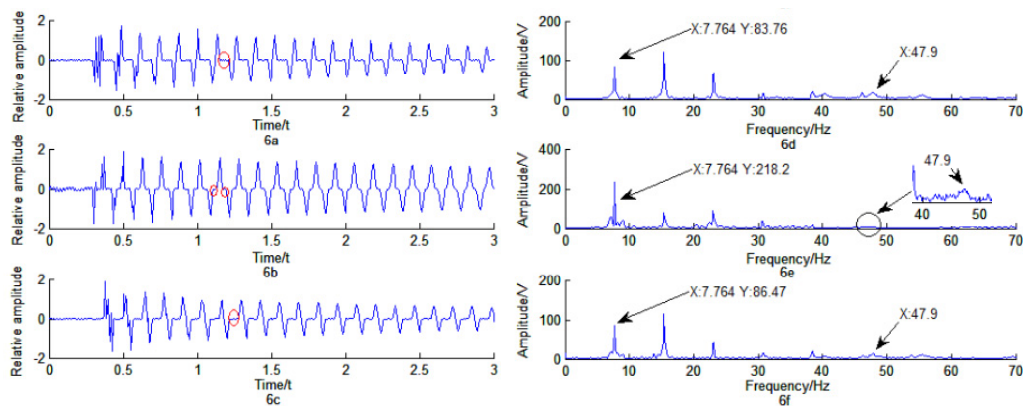 Relative amplitude
2
0
-2
0 0.5 1 1.5 2 2.5 3
Time/t
6a
Amplitude/V
200
100
0
0 10 20 30 40 50 60 70
X:7.764 Y:83.76
X:47.9
Frequency/Hz
6d
Relative amplitude
2
0
-2
0 0.5 1 1.5 2 2.5 3
Time/t
6b
Amplitude/V
400
200
0
0 10 20 30 40 50 60 70
X:7.764 Y:218.2
47.9
40 50
Frequency/Hz
6e
Relative amplitude
2
0
-2
0 0.5 1 1.5 2 2.5 3
Time/t
6c
Amplitude/V
200
100
0
0 10 20 30 40 50 60 70
X:7.764 Y:86.47
X:47.9
Frequency/Hz
6f